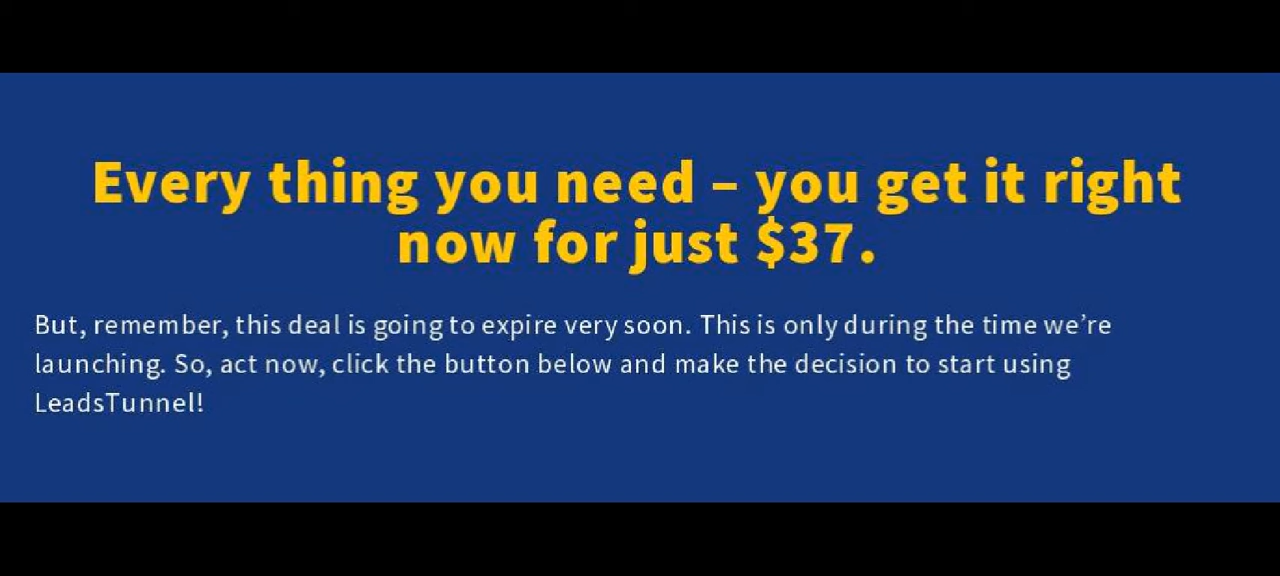 Every thing you need – you get it right
now for just $37.
But, remember, this deal is going to expire very soon. This is only during the time we’re
launching. So, act now, click the button below and make the decision to start using
LeadsTunnel!